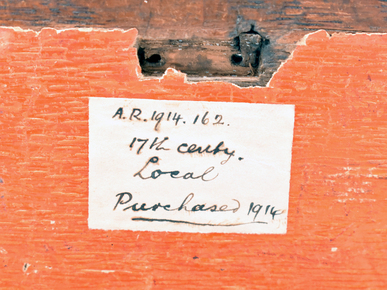 A.R.1914.162.
17th centy.
Local
Purchased 1914